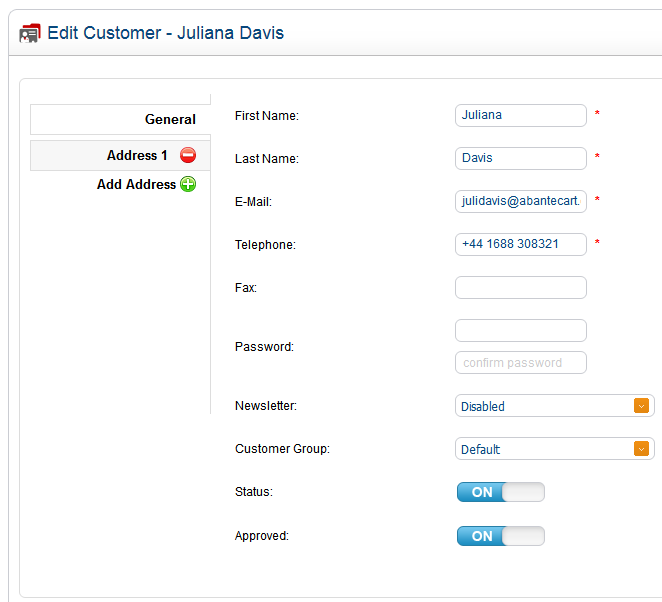 Edit Customer - Juliana Davis
General
Address 1
Add Address
First Name:
Juliana *
Last Name:
Davis *
E-Mail:
julidavis@abantecart. *
Telephone:
+44 1688 308321 *
Fax:
Password:
confirm password
Newsletter:
Disabled
Customer Group:
Default
Status:
ON
Approved:
ON